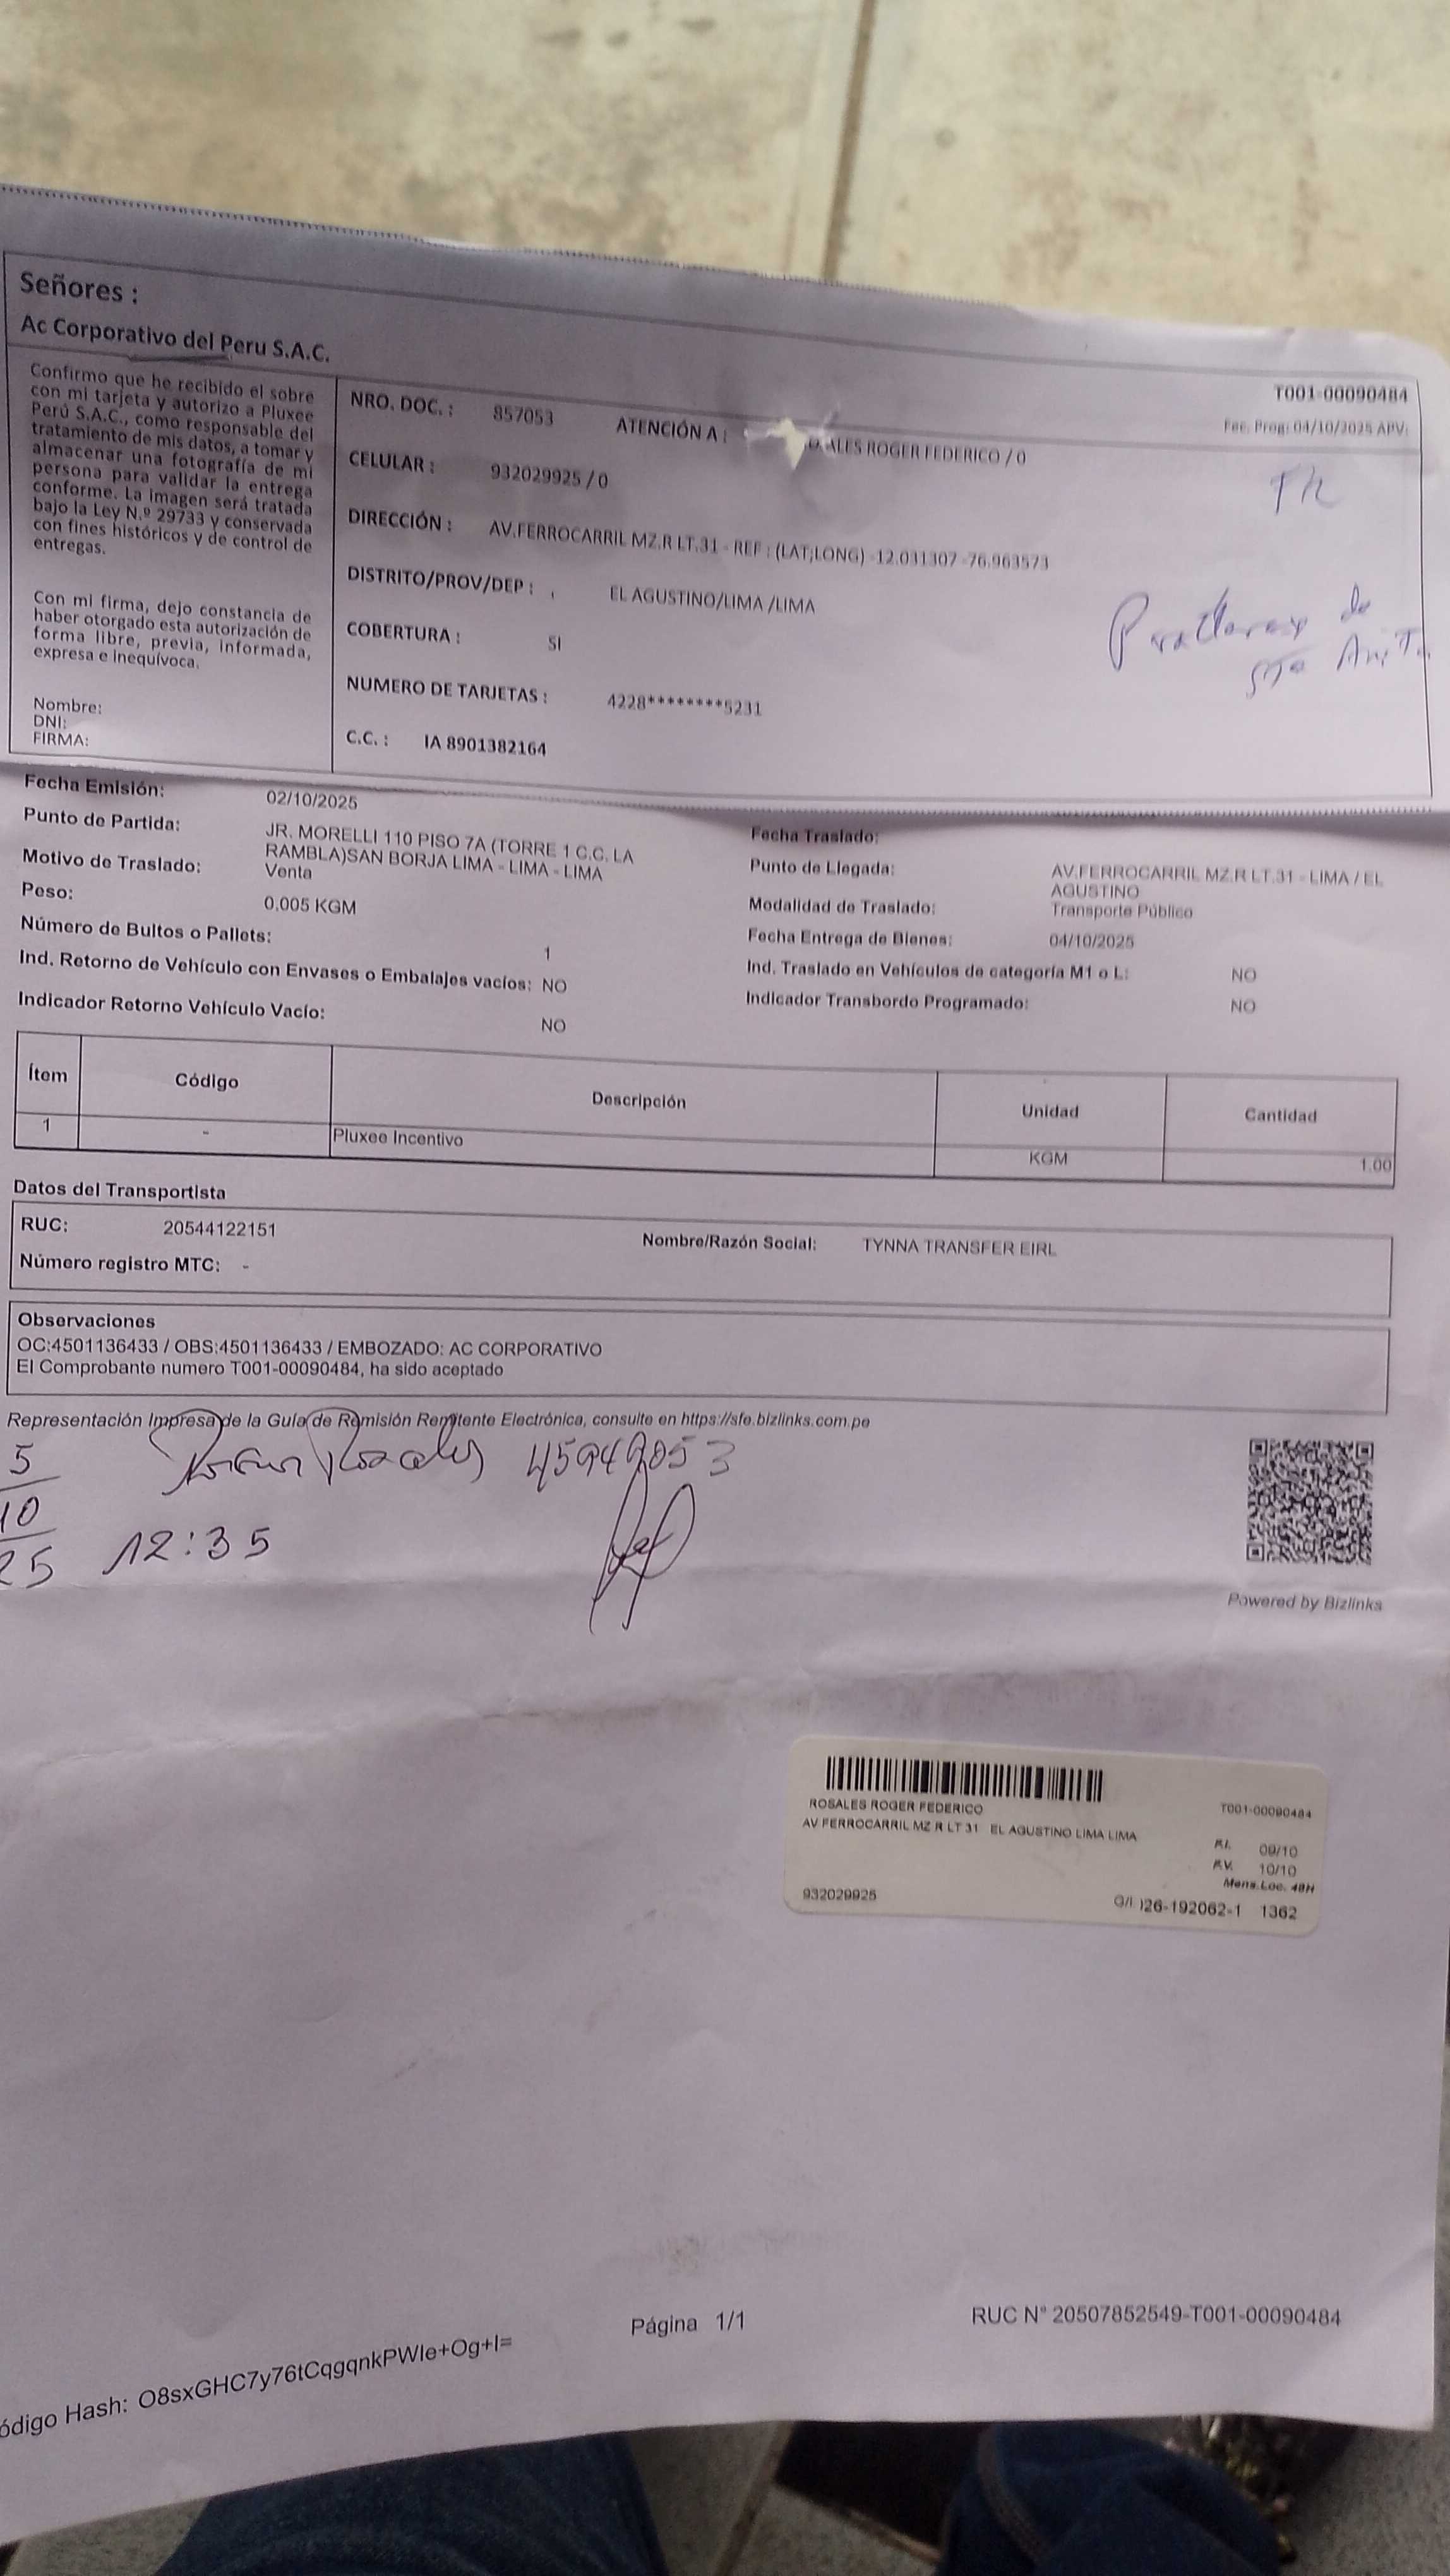 Señores :
Ac Corporativo del Peru S.A.C.
T001-00090484
Fec. Prog: 04/10/2025 APV:
Confirmo que he recibido el sobre
con mi tarjeta y autorizo a Pluxee
Perú S.A.C., como responsable del
tratamiento de mis datos, a tomar y
almacenar una fotografía de mi
persona para validar la entrega
conforme. La imagen será tratada
bajo la Ley N.º 29733 y conservada
con fines históricos y de control de
entregas.
Con mi firma, dejo constancia de
haber otorgado esta autorización de
forma libre, previa, informada,
expresa e inequívoca.
Nombre:
DNI:
FIRMA:
NRO. DOC. : 857053 ATENCIÓN A : ALES ROGER FEDERICO / 0
CELULAR : 932029925 / 0
DIRECCIÓN : AV.FERROCARRIL MZ.R LT.31 - REF : (LAT;LONG) -12.031307 -76.963573
DISTRITO/PROV/DEP : EL AGUSTINO/LIMA /LIMA
COBERTURA : SI
NUMERO DE TARJETAS : 4228********5231
C.C. : IA 8901382164
de
Sta Anita
Fecha Emisión: 02/10/2025
Fecha Traslado:
Punto de Partida: JR. MORELLI 110 PISO 7A (TORRE 1 C.C. LA
RAMBLA)SAN BORJA LIMA - LIMA - LIMA
Punto de Llegada: AV.FERROCARRIL MZ.R LT.31 - LIMA / EL
AGUSTINO
Motivo de Traslado: Venta
Modalidad de Traslado: Transporte Público
Peso: 0.005 KGM
Fecha Entrega de Bienes: 04/10/2025
Número de Bultos o Pallets: 1
Ind. Traslado en Vehículos de categoría M1 o L: NO
Ind. Retorno de Vehículo con Envases o Embalajes vacíos: NO
Indicador Transbordo Programado: NO
Indicador Retorno Vehículo Vacío: NO
Ítem Código Descripción Unidad Cantidad
1 - Pluxee Incentivo KGM 1.00
Datos del Transportista
RUC: 20544122151 Nombre/Razón Social: TYNNA TRANSFER EIRL
Número registro MTC: -
Observaciones
OC:4501136433 / OBS:4501136433 / EMBOZADO: AC CORPORATIVO
El Comprobante numero T001-00090484, ha sido aceptado
Representación Impresa de la Guía de Remisión Remitente Electrónica, consulte en https://sfe.bizlinks.com.pe
5 Rosales 45949053
10
25 12:35
Powered by Bizlinks
ROSALES ROGER FEDERICO T001-00090484
AV FERROCARRIL MZ R LT 31 EL AGUSTINO LIMA LIMA
F.I. 09/10
F.V. 10/10
Mens.Loc. 48H
932029925 G/I. )26-192062-1 1362
Página 1/1
RUC N° 20507852549-T001-00090484
ódigo Hash: O8sxGHC7y76tCqgqnkPWIe+Og+I=